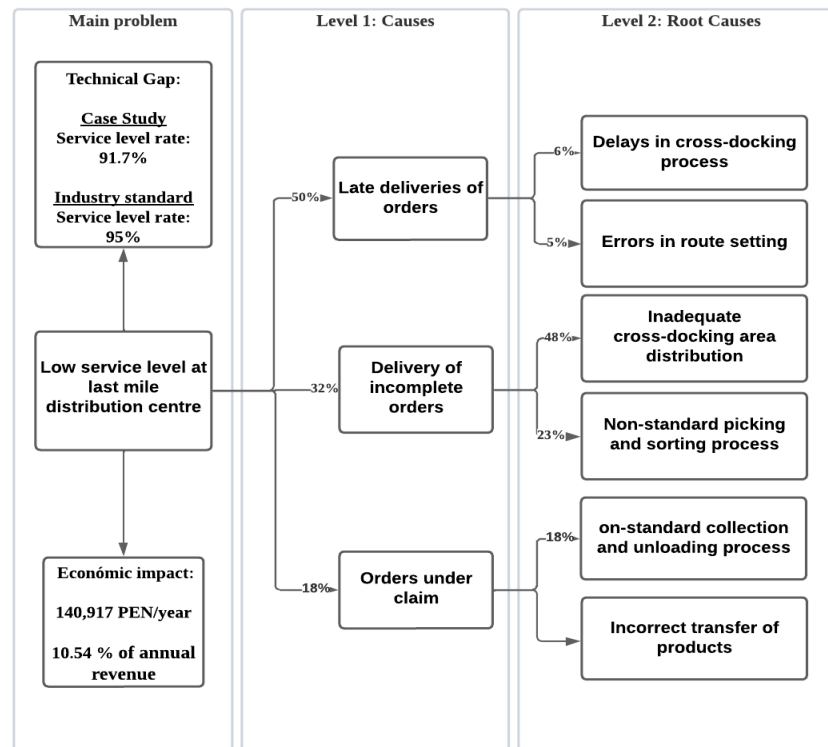 Main problem
Technical Gap:
Case Study
Service level rate:
91.7%
Industry standard
Service level rate:
95%
Low service level at
last mile
distribution centre
Económic impact:
140,917 PEN/year
10.54 % of annual
revenue
Level 1: Causes
50%
Late deliveries of
orders
32%
Delivery of
incomplete
orders
18%
Orders under
claim
Level 2: Root Causes
6%
Delays in cross-docking
process
5%
Errors in route setting
48%
Inadequate
cross-docking area
distribution
23%
Non-standard picking
and sorting process
18%
on-standard collection
and unloading process
Incorrect transfer of
products